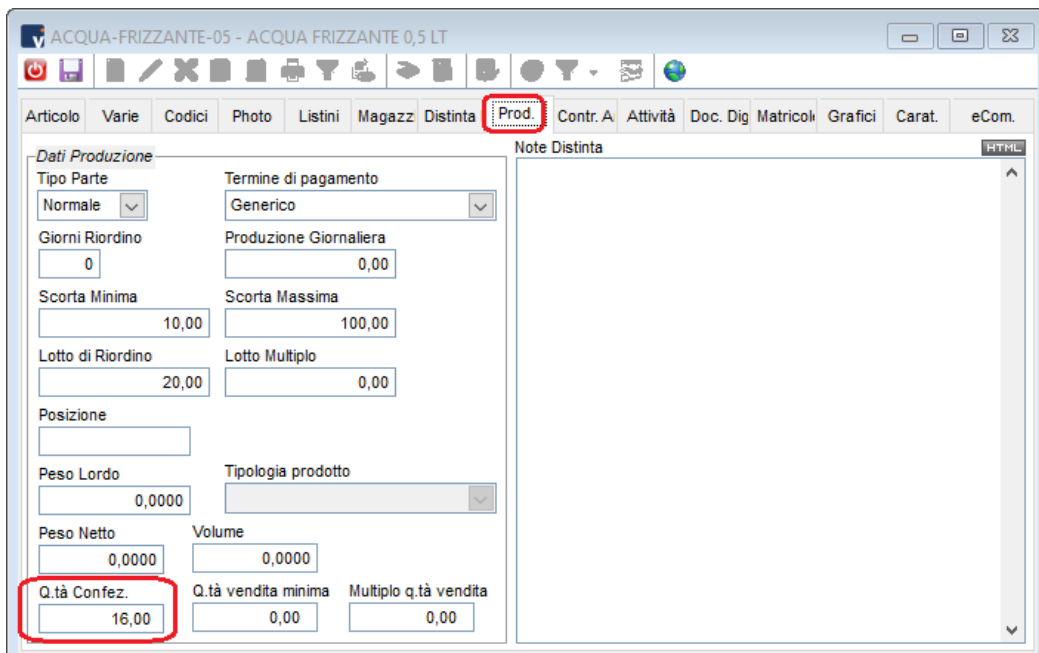 ACQUA-FRIZZANTE-05 - ACQUA FRIZZANTE 0,5 LT
Articolo Varie Codici Photo Listini Magazzi Distinta Prod. Contr. A Attività Doc. Dig Matricol Grafici Carat. eCom.
Dati Produzione
Note Distinta HTML
Tipo Parte Termine di pagamento
Normale Generico
Giorni Riordino Produzione Giornaliera
0 0,00
Scorta Minima Scorta Massima
10,00 100,00
Lotto di Riordino Lotto Multiplo
20,00 0,00
Posizione
Peso Lordo Tipologia prodotto
0,0000
Peso Netto Volume
0,0000 0,0000
Q.tà Confez. Q.tà vendita minima Multiplo q.tà vendita
16,00 0,00 0,00